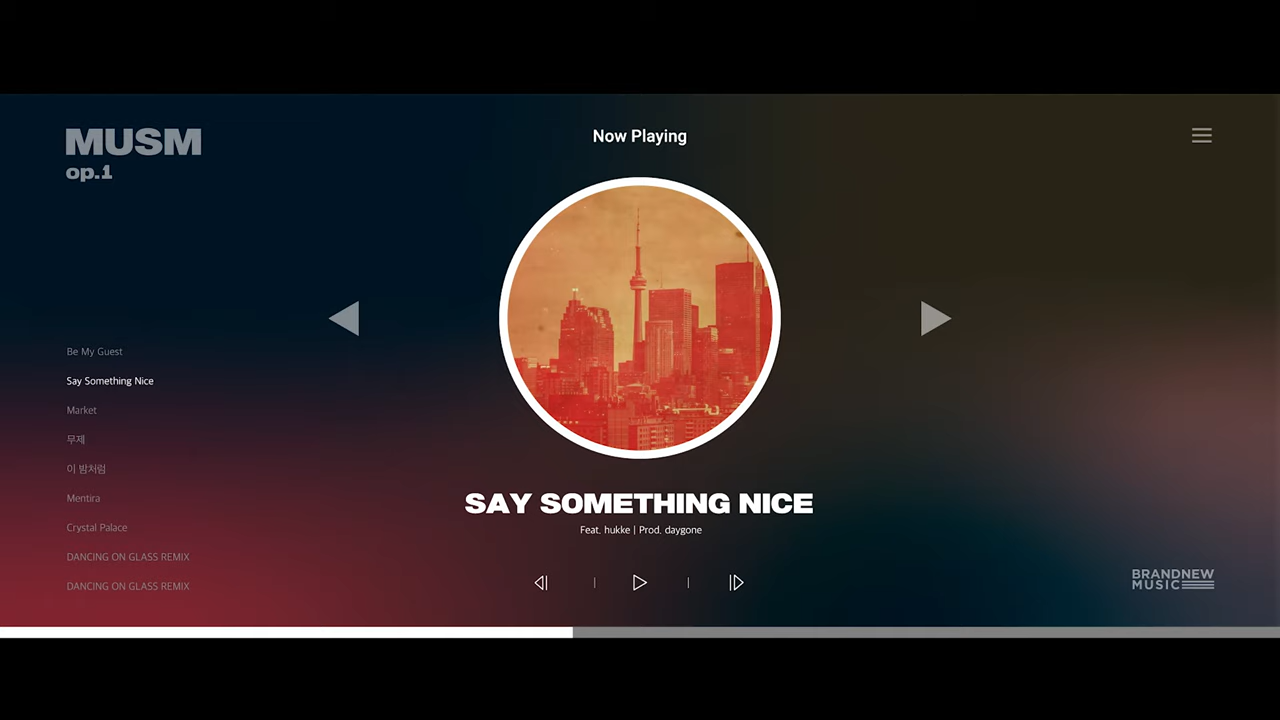 MUSM
op.1
Now Playing
Be My Guest
Say Something Nice
Market
무제
이 밤처럼
Mentira
Crystal Palace
DANCING ON GLASS REMIX
DANCING ON GLASS REMIX
SAY SOMETHING NICE
Feat. hukke | Prod. daygone
BRANDNEW
MUSIC